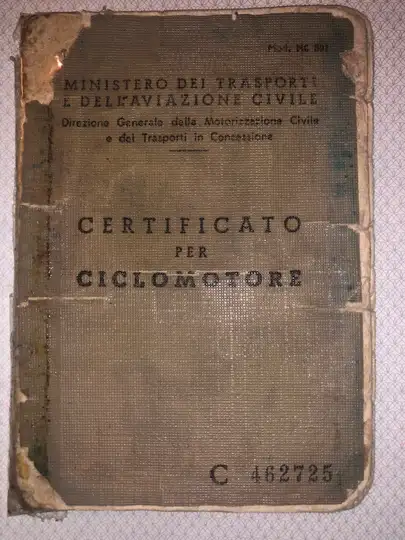 Mod. MC 801
MINISTERO DEI TRASPORTI
E DELL'AVIAZIONE CIVILE
Direzione Generale della Motorizzazione Civile
e dei Trasporti in Concessione
CERTIFICATO
PER
CICLOMOTORE
C 462725